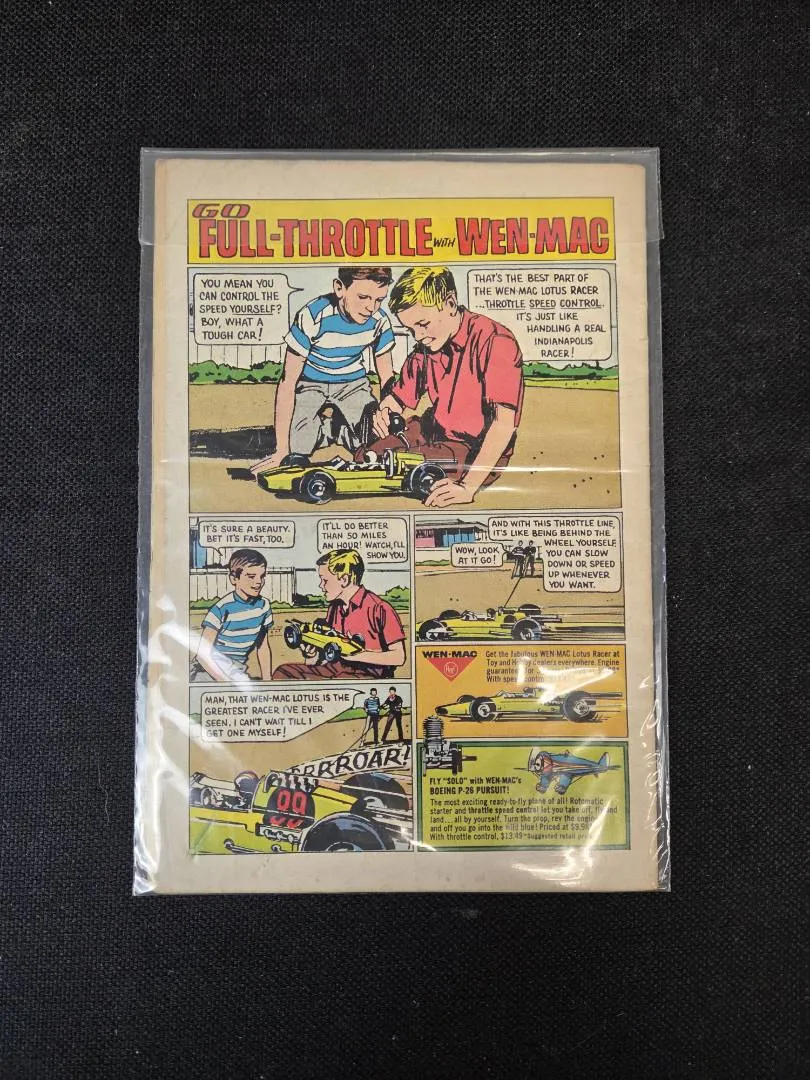 GO
FULL-THROTTLE WITH WEN-MAC
YOU MEAN YOU
CAN CONTROL THE
SPEED YOURSELF?
BOY, WHAT A
TOUGH CAR!
THAT'S THE BEST PART OF
THE WEN-MAC LOTUS RACER
...THROTTLE SPEED CONTROL.
IT'S JUST LIKE
HANDLING A REAL
INDIANAPOLIS
RACER!
IT'S SURE A BEAUTY.
BET IT'S FAST, TOO.
IT'LL DO BETTER
THAN 50 MILES
AN HOUR! WATCH, I'LL
SHOW YOU.
WOW, LOOK
AT IT GO!
AND WITH THIS THROTTLE LINE,
IT'S LIKE BEING BEHIND THE
WHEEL YOURSELF.
YOU CAN SLOW
DOWN OR SPEED
UP WHENEVER
YOU WANT.
MAN, THAT WEN-MAC LOTUS IS THE
GREATEST RACER I'VE EVER
SEEN. I CAN'T WAIT TILL I
GET ONE MYSELF!
RRRROAR!
99
WEN-MAC
Get the fabulous WEN-MAC Lotus Racer at
Toy and Hobby dealers everywhere. Engine
With speed control
FLY "SOLO" with WEN-MAC's
BOEING P-26 PURSUIT!
The most exciting ready-to-fly plane of all! Rotomatic
starter and throttle speed control let you take off, fly and
land...all by yourself. Turn the prop, rev the engine
and off you go into the wild blue! Priced at
With throttle control, $13.49 *Suggested retail